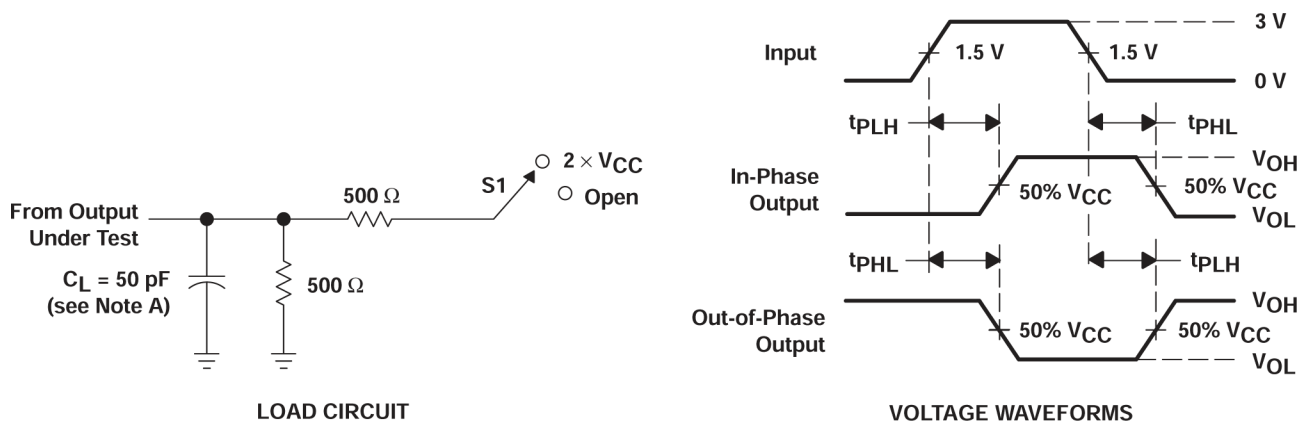 From Output
Under Test
C_L = 50 pF
(see Note A)
500 Ω
500 Ω
S1
2 × V_CC
Open
LOAD CIRCUIT
Input
1.5 V
1.5 V
3 V
0 V
t_PLH
t_PHL
In-Phase
Output
50% V_CC
50% V_CC
V_OH
V_OL
t_PHL
t_PLH
Out-of-Phase
Output
50% V_CC
50% V_CC
V_OH
V_OL
VOLTAGE WAVEFORMS